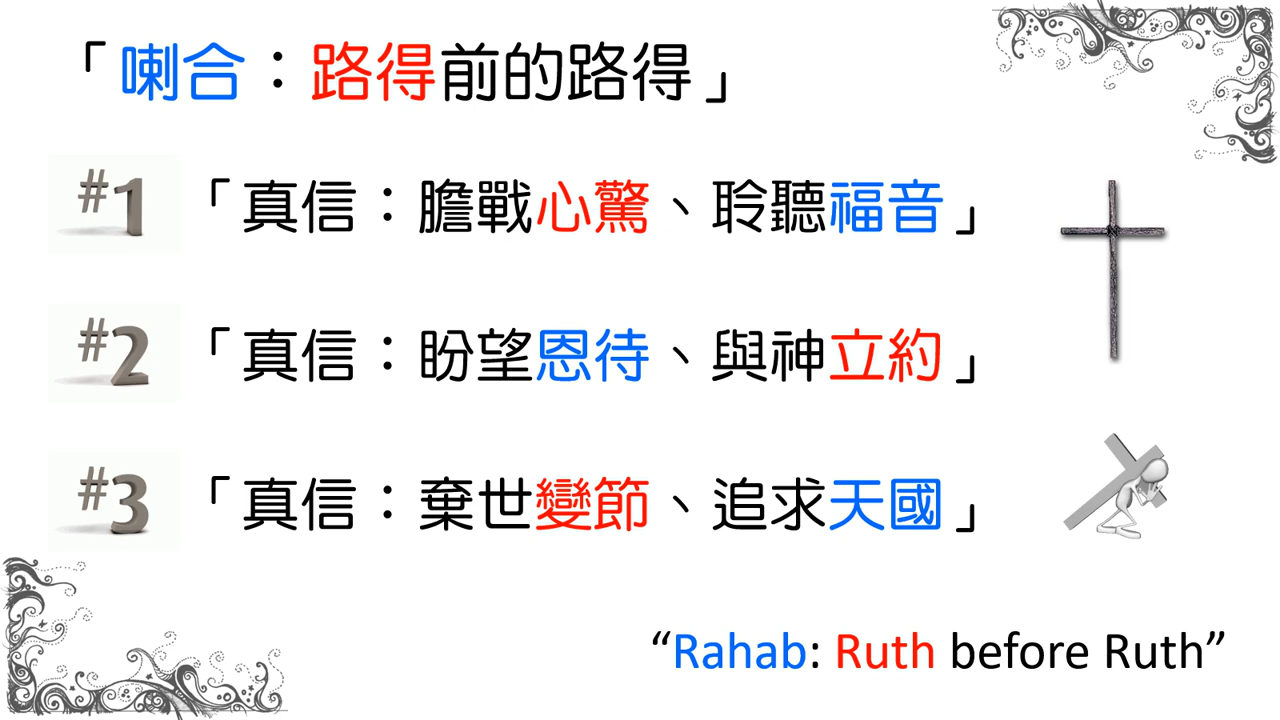 「喇合：路得前的路得」
#1 「真信：膽戰心驚、聆聽福音」
#2 「真信：盼望恩待、與神立約」
#3 「真信：棄世變節、追求天國」
“Rahab: Ruth before Ruth”